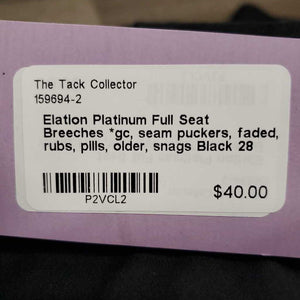 The Tack Collector
159694-2
Elation Platinum Full Seat
Breeches *gc, seam puckers, faded,
rubs, pills, older, snags Black 28
P2VCL2
$40.00